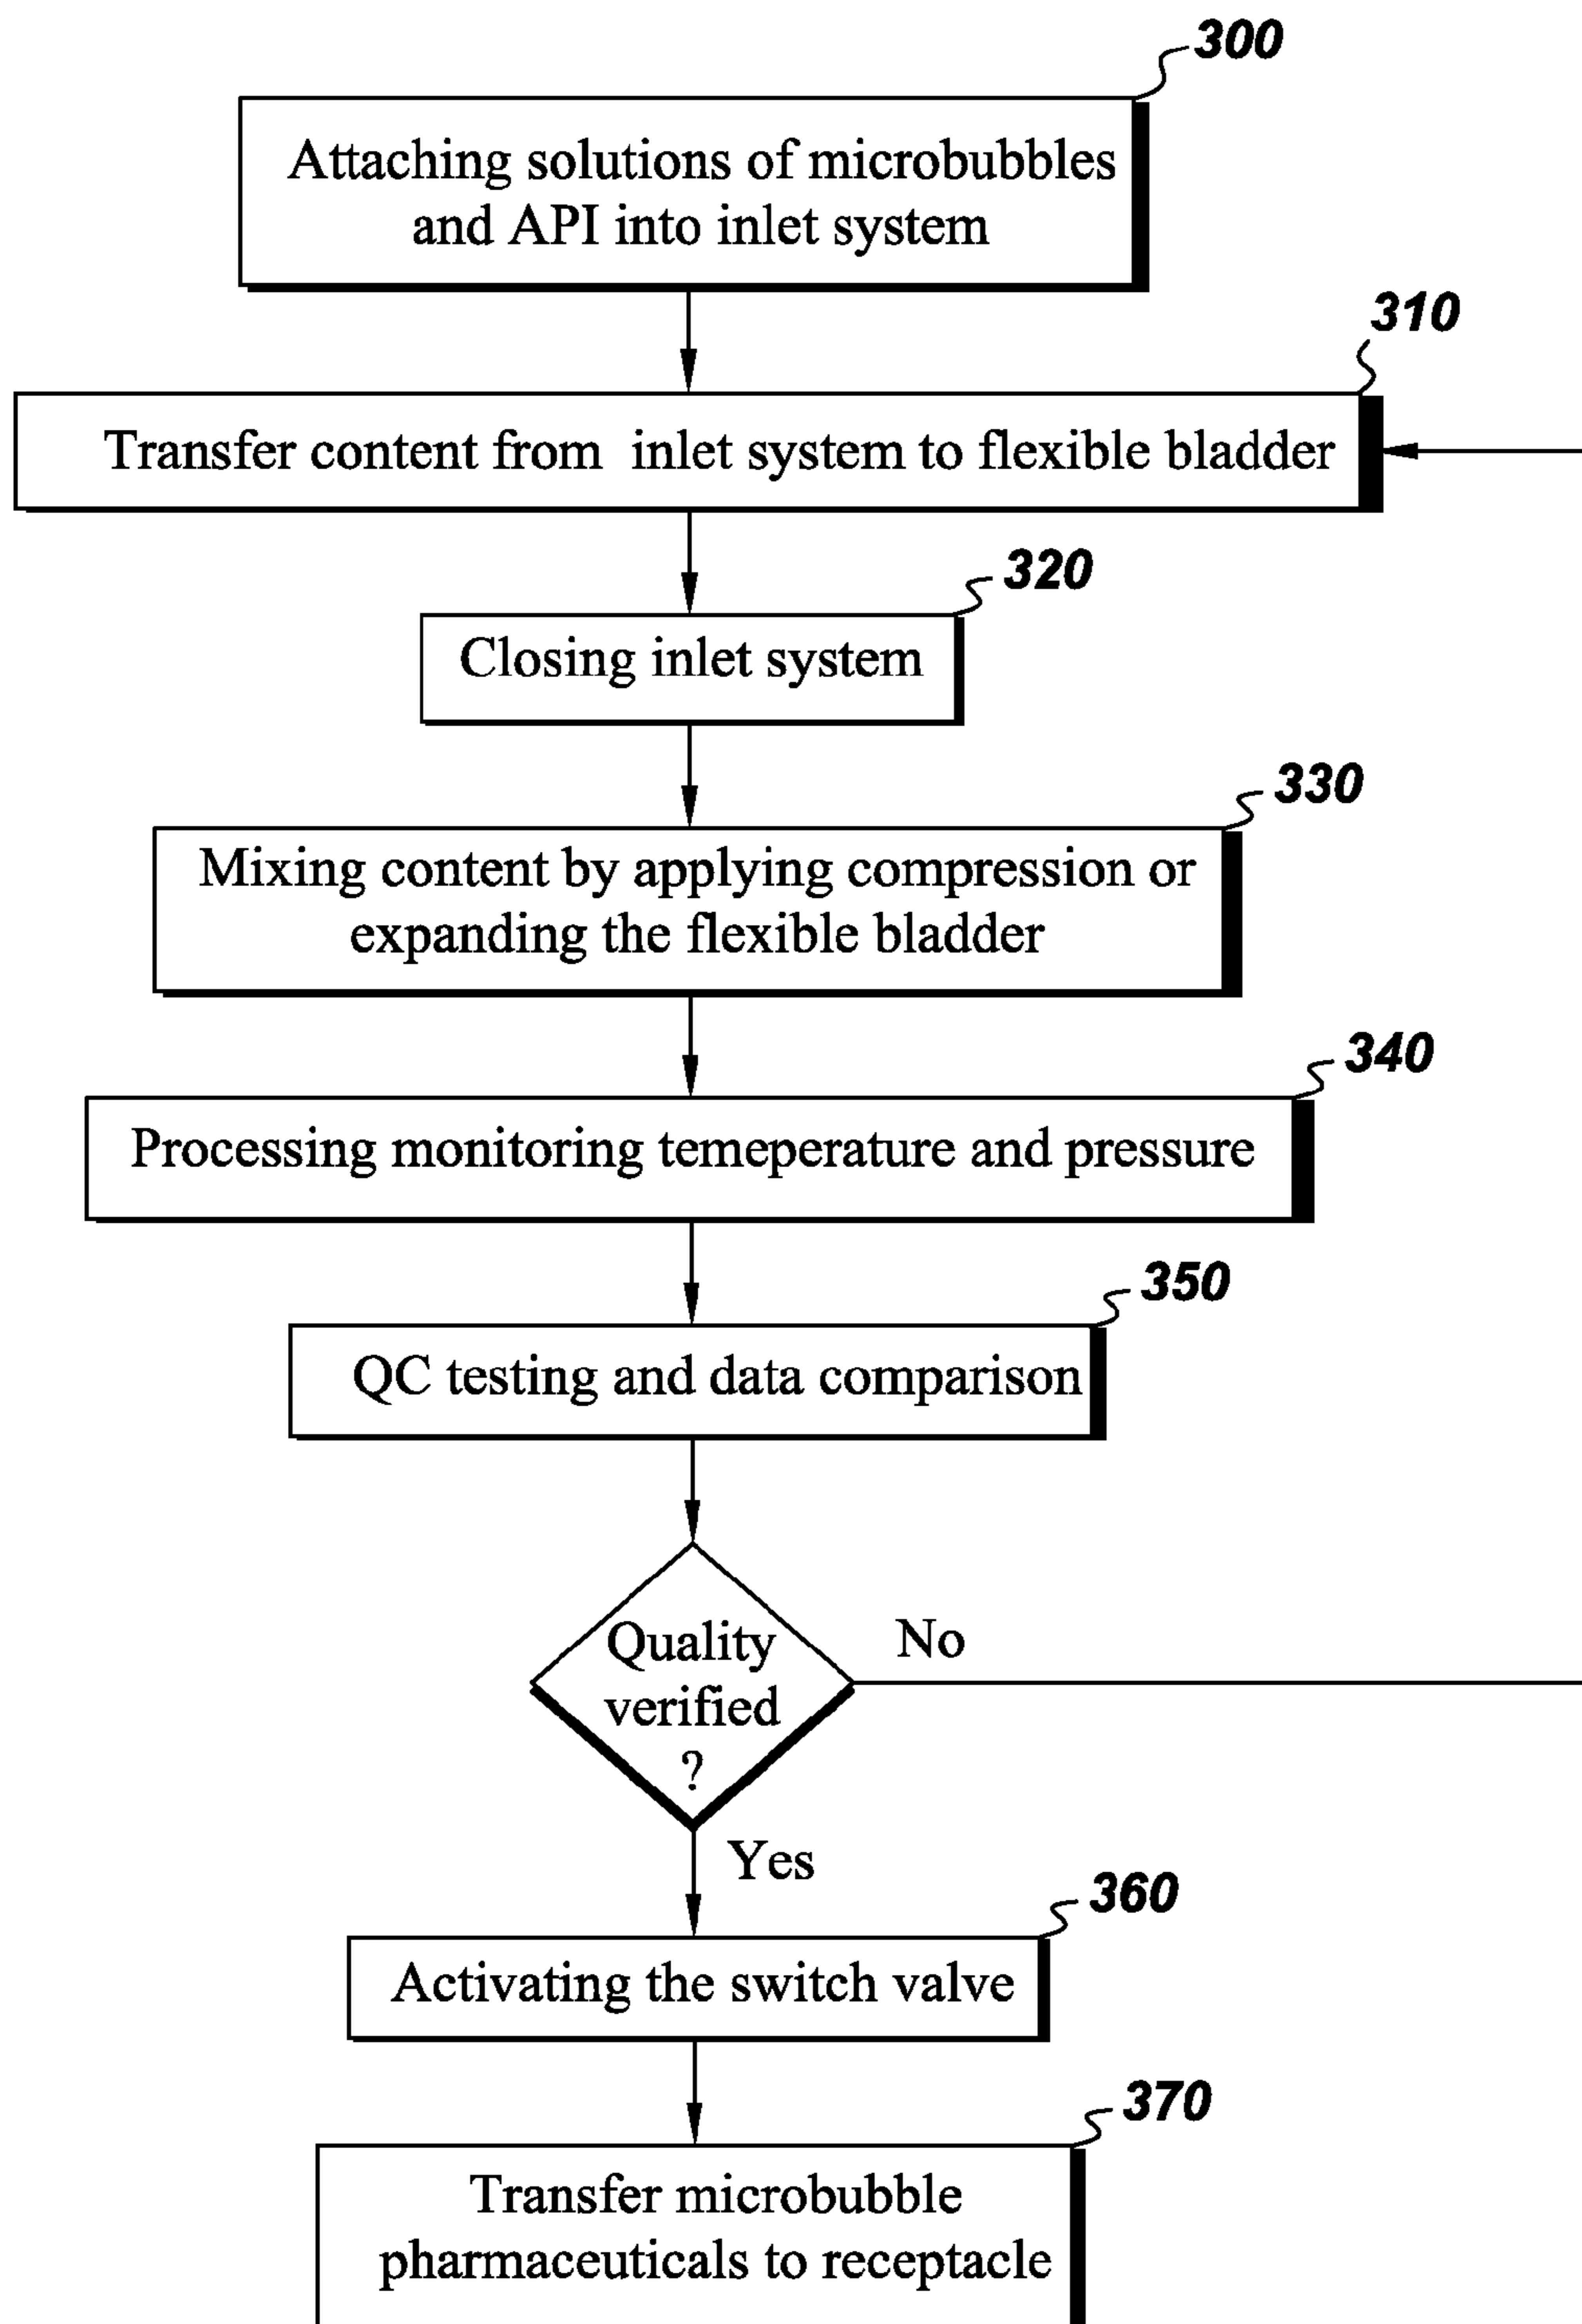 300
Attaching solutions of microbubbles
and API into inlet system
310
Transfer content from inlet system to flexible bladder
320
Closing inlet system
330
Mixing content by applying compression or
expanding the flexible bladder
340
Processing monitoring temeperature and pressure
350
QC testing and data comparison
Quality
verified
?
No
Yes
360
Activating the switch valve
370
Transfer microbubble
pharmaceuticals to receptacle